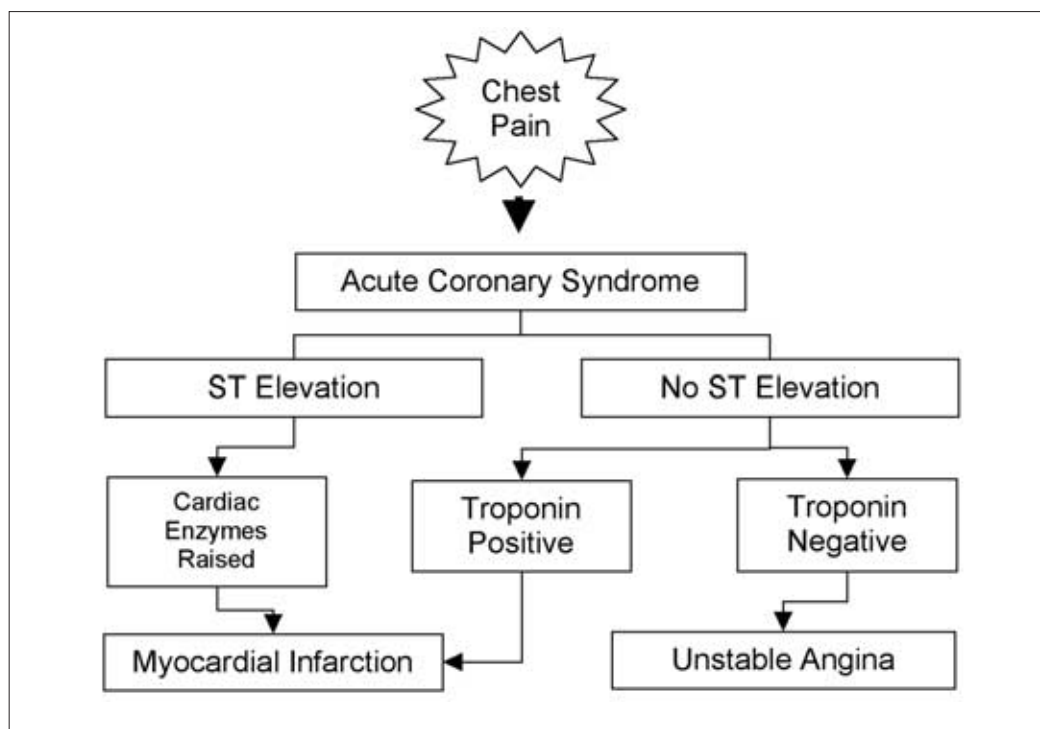 Chest
Pain
Acute Coronary Syndrome
ST Elevation
No ST Elevation
Cardiac
Enzymes
Raised
Troponin
Positive
Troponin
Negative
Myocardial Infarction
Unstable Angina